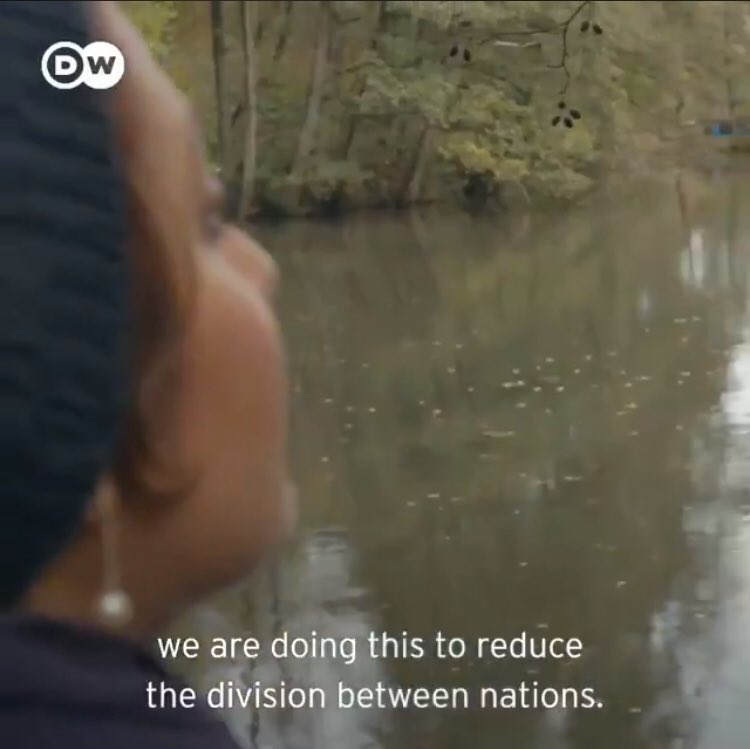 DW
we are doing this to reduce
the division between nations.